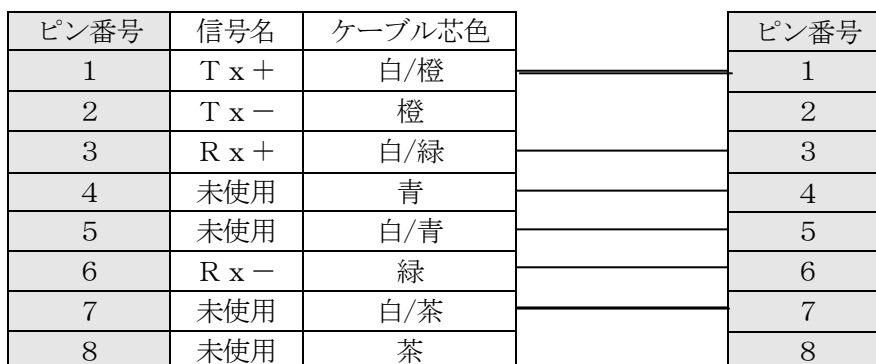 ピン番号 信号名 ケーブル芯色 ピン番号
1 Tx+ 白/橙 1
2 Tx- 橙 2
3 Rx+ 白/緑 3
4 未使用 青 4
5 未使用 白/青 5
6 Rx- 緑 6
7 未使用 白/茶 7
8 未使用 茶 8